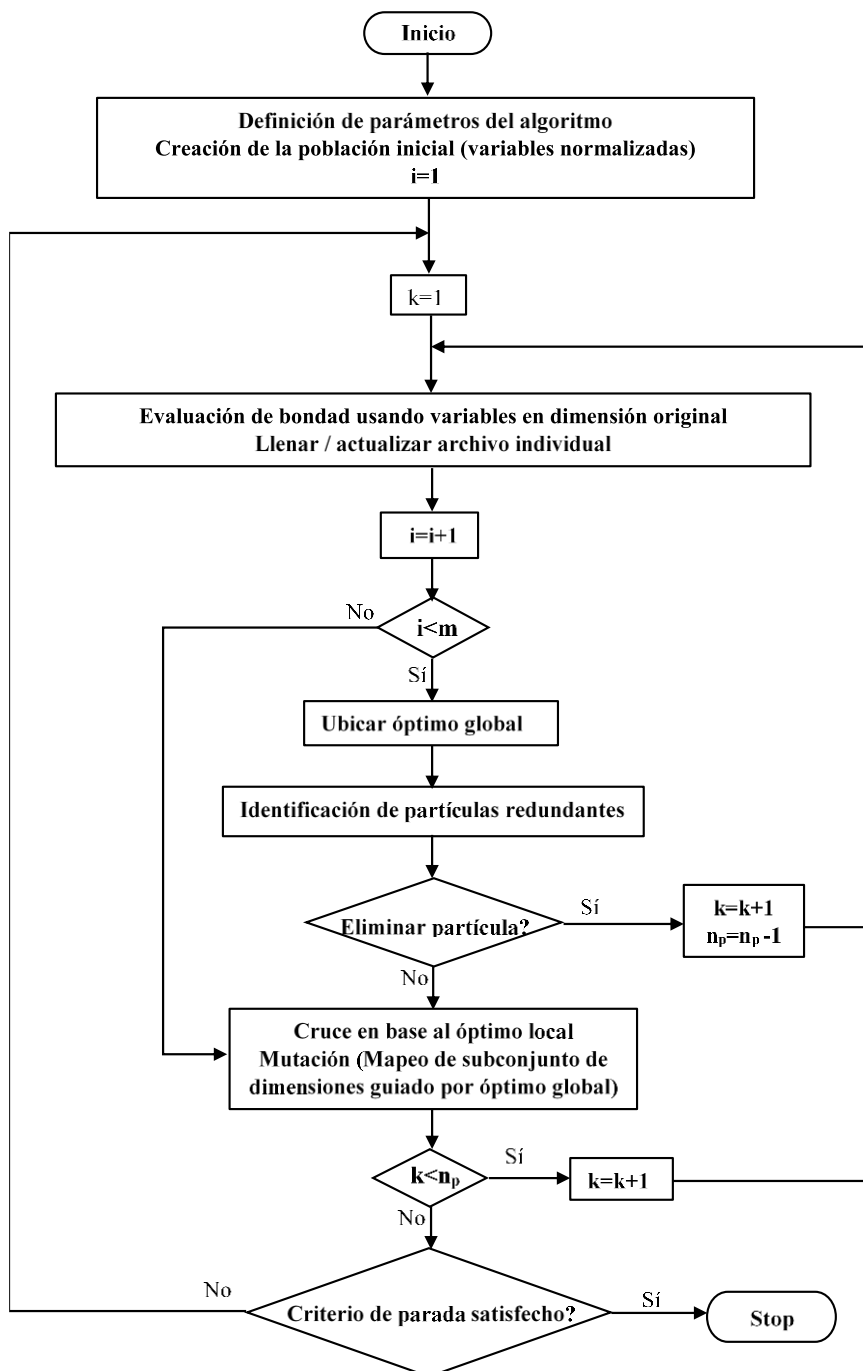 Inicio
Definición de parámetros del algoritmo
Creación de la población inicial (variables normalizadas)
i=1
k=1
Evaluación de bondad usando variables en dimensión original
Llenar / actualizar archivo individual
i=i+1
No
i<m
Sí
Ubicar óptimo global
Identificación de partículas redundantes
Eliminar partícula?
Sí
k=k+1
nₚ=nₚ-1
No
Cruce en base al óptimo local
Mutación (Mapeo de subconjunto de
dimensiones guiado por óptimo global)
k<nₚ
Sí
k=k+1
No
No
Criterio de parada satisfecho?
Sí
Stop